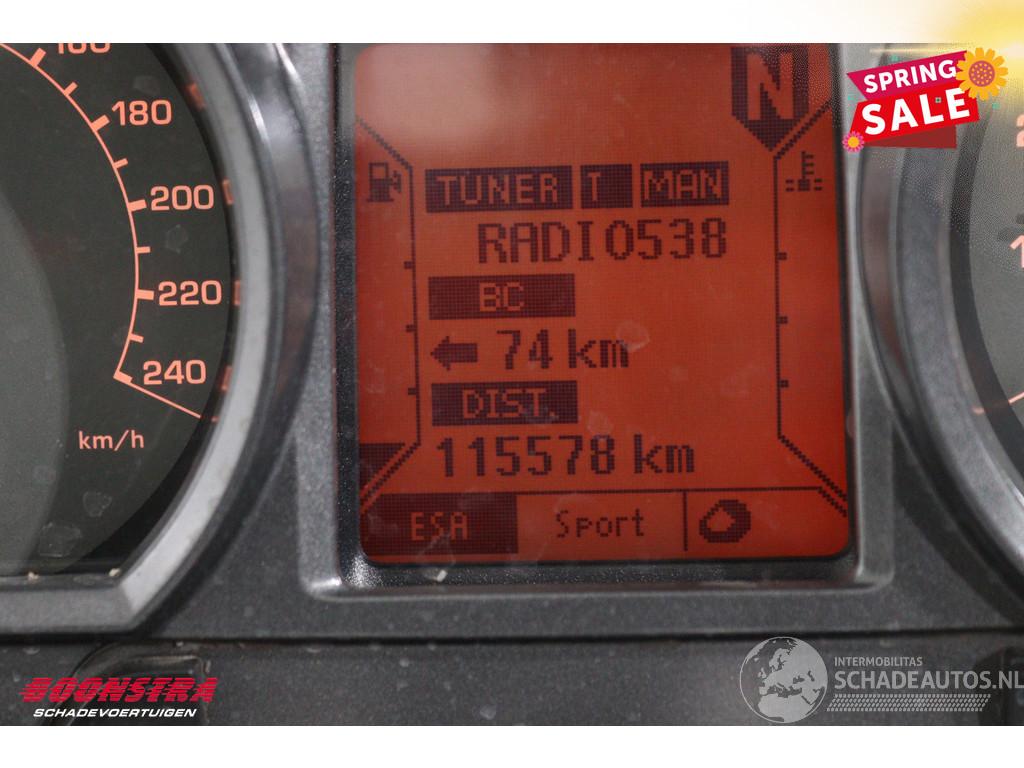 SPRING
SALE
160
180
200
220
240
km/h
N
TUNER T MAN
RADIO538
BC
74 km
DIST.
115578 km
ESA Sport
BOONSTRA
SCHADEVOERTUIGEN
INTERMOBILITAS
SCHADEAUTOS.NL